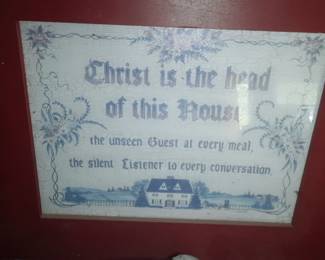 Christ is the head
of this House
the unseen Guest at every meal,
the silent Listener to every conversation.